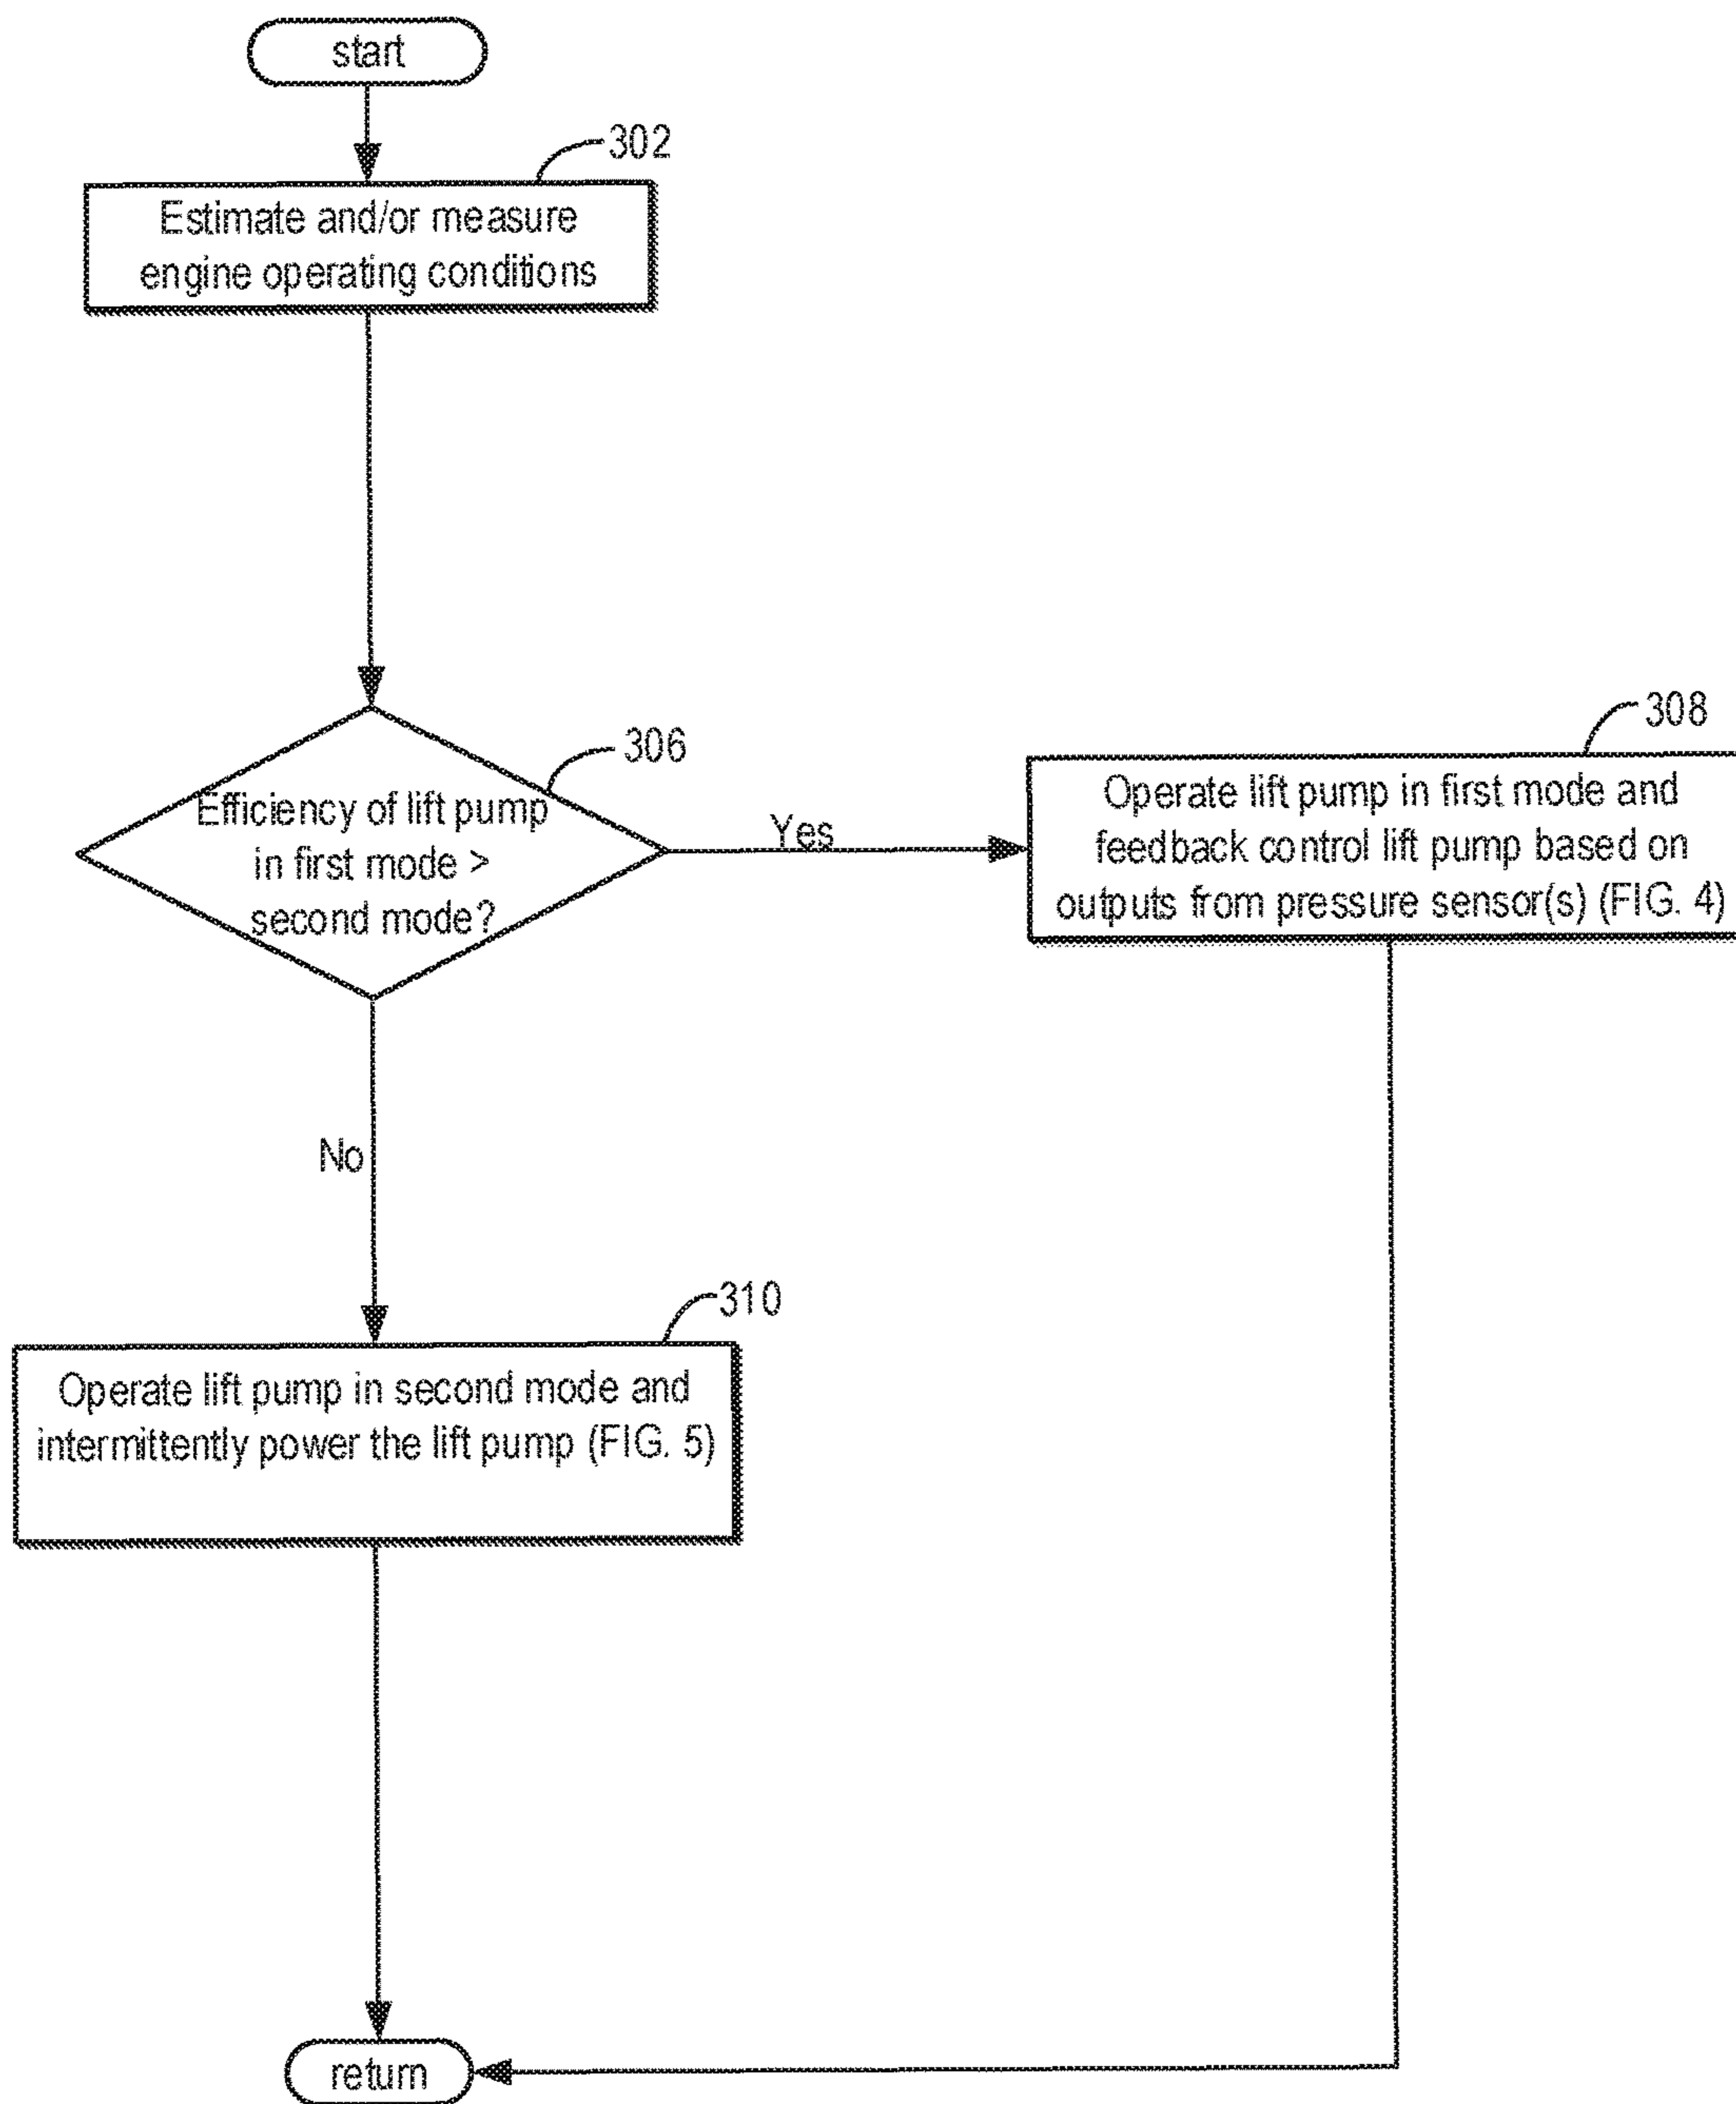 start
302
Estimate and/or measure
engine operating conditions
306
Efficiency of lift pump
in first mode >
second mode?
Yes
308
Operate lift pump in first mode and
feedback control lift pump based on
outputs from pressure sensor(s) (FIG. 4)
No
310
Operate lift pump in second mode and
intermittently power the lift pump (FIG. 5)
return